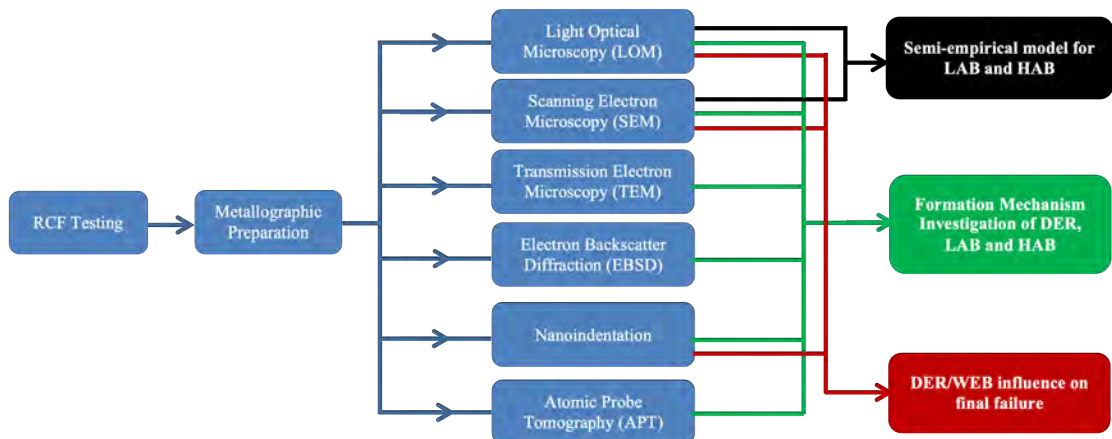 RCF Testing
Metallographic
Preparation
Light Optical
Microscopy (LOM)
Scanning Electron
Microscopy (SEM)
Transmission Electron
Microscopy (TEM)
Electron Backscatter
Diffraction (EBSD)
Nanoindentation
Atomic Probe
Tomography (APT)
Semi-empirical model for
LAB and HAB
Formation Mechanism
Investigation of DER,
LAB and HAB
DER/WEB influence on
final failure